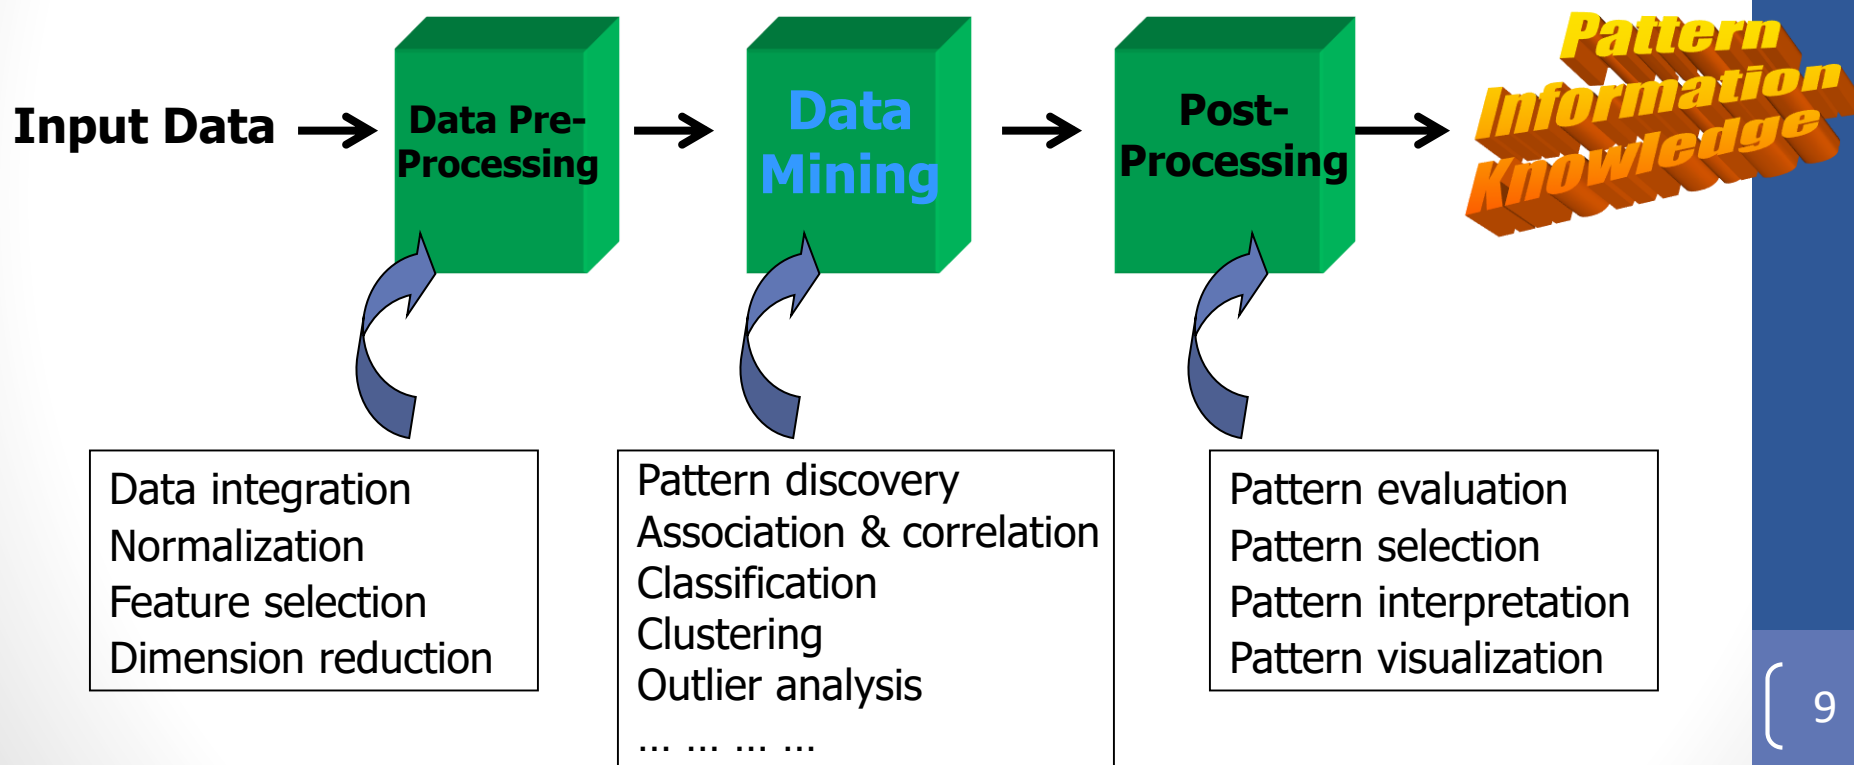 Input Data
Data Pre-
Processing
Data
Mining
Post-
Processing
Pattern
Information
Knowledge
Data integration
Normalization
Feature selection
Dimension reduction
Pattern discovery
Association & correlation
Classification
Clustering
Outlier analysis
… … … …
Pattern evaluation
Pattern selection
Pattern interpretation
Pattern visualization
9